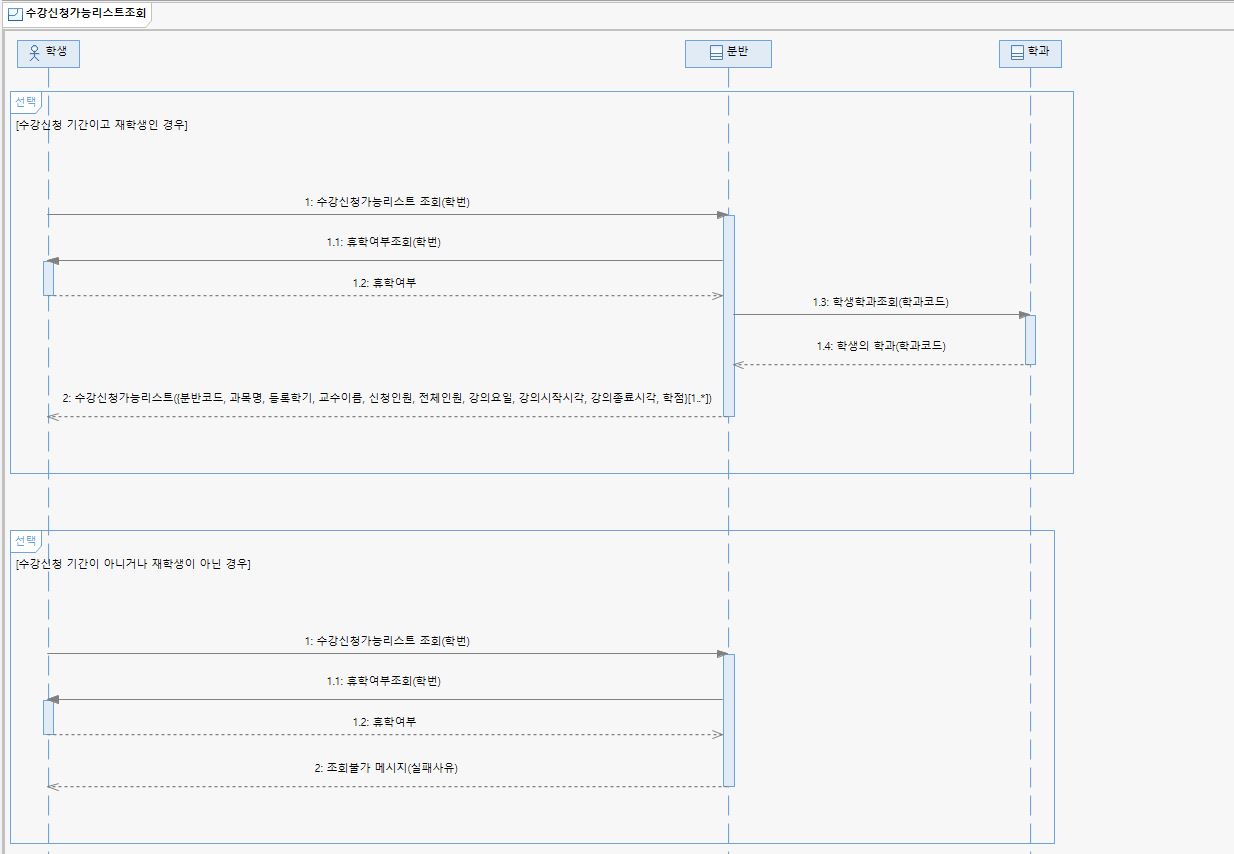 수강신청가능리스트조회
학생
분반
학과
선택
[수강신청 기간이고 재학생인 경우]
1: 수강신청가능리스트 조회(학번)
1.1: 휴학여부조회(학번)
1.2: 휴학여부
1.3: 학생학과조회(학과코드)
1.4: 학생의 학과(학과코드)
2: 수강신청가능리스트({분반코드, 과목명, 등록학기, 교수이름, 신청인원, 전체인원, 강의요일, 강의시작시각, 강의종료시각, 학점}[1..*])
선택
[수강신청 기간이 아니거나 재학생이 아닌 경우]
1: 수강신청가능리스트 조회(학번)
1.1: 휴학여부조회(학번)
1.2: 휴학여부
2: 조회불가 메시지(실패사유)